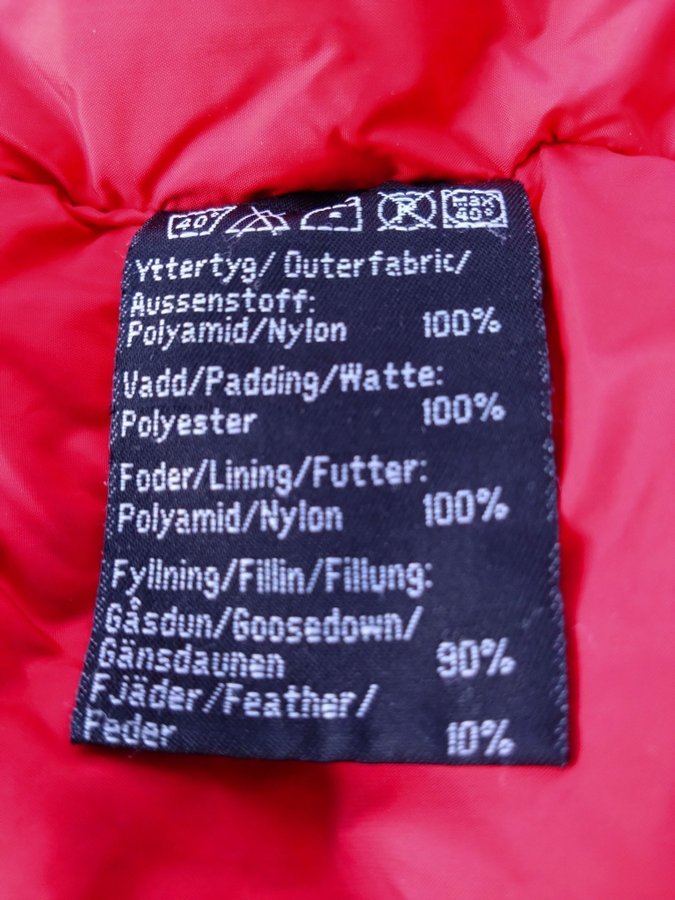 40° P max 40°
Yttertyg/ Outerfabric/
Aussenstoff:
Polyamid/Nylon 100%
Vadd/Padding/Watte:
Polyester 100%
Foder/Lining/Futter:
Polyamid/Nylon 100%
Fyllning/Fillin/Fillung:
Gåsdun/Goosedown/
Gänsdaunen 90%
Fjäder/Feather/
Feder 10%